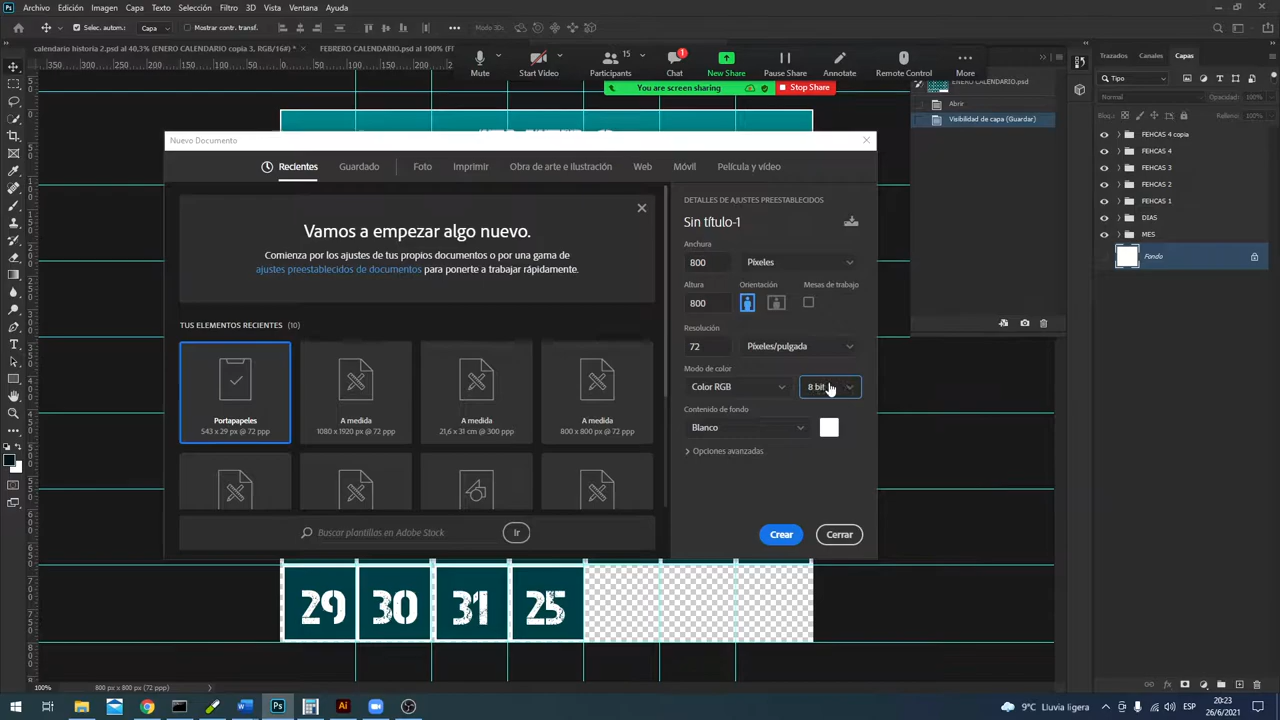 Ps Archivo Edición Imagen Capa Texto Selección Filtro 3D Vista Ventana Ayuda
Selec. autom.: Capa Mostrar contr. transf. Modo 3D:
calendario historia 2.psd al 40,3% (ENERO CALENDARIO copia 3, RGB/16#) *
FEBRERO CALENDARIO.psd al 100%
Mute
Start Video
Participants 15
Chat 1
New Share
Pause Share
Annotate
Remote Control
More
You are screen sharing
Stop Share
Trazados Canales Capas
Tipo
Normal Opacidad: 100%
Bloq.: Relleno: 100%
ENERO CALENDARIO.psd
Abrir
Visibilidad de capa (Guardar)
FEHCAS 4 copia
FEHCAS 4
FEHCAS 3
FEHCAS 2
FEHCAS 1
DIAS
MES
Fondo
Nuevo Documento
Recientes Guardado Foto Imprimir Obra de arte e ilustración Web Móvil Película y vídeo
Vamos a empezar algo nuevo.
Comienza por los ajustes de tus propios documentos o por una gama de
ajustes preestablecidos de documentos para ponerte a trabajar rápidamente.
TUS ELEMENTOS RECIENTES (10)
Portapapeles
543 x 29 px @ 72 ppp
A medida
1080 x 1920 px @ 72 ppp
A medida
21,6 x 31 cm @ 300 ppp
A medida
800 x 800 px @ 72 ppp
Buscar plantillas en Adobe Stock
Ir
DETALLES DE AJUSTES PREESTABLECIDOS
Sin título-1
Anchura
800 Píxeles
Altura Orientación Mesas de trabajo
800
Resolución
72 Píxeles/pulgada
Modo de color
Color RGB 8 bit
Contenido de fondo
Blanco
Opciones avanzadas
Crear Cerrar
29 30 31 25
100% 800 px x 800 px (72 ppp)
9°C Lluvia ligera
ESP
20:23
26/6/2021